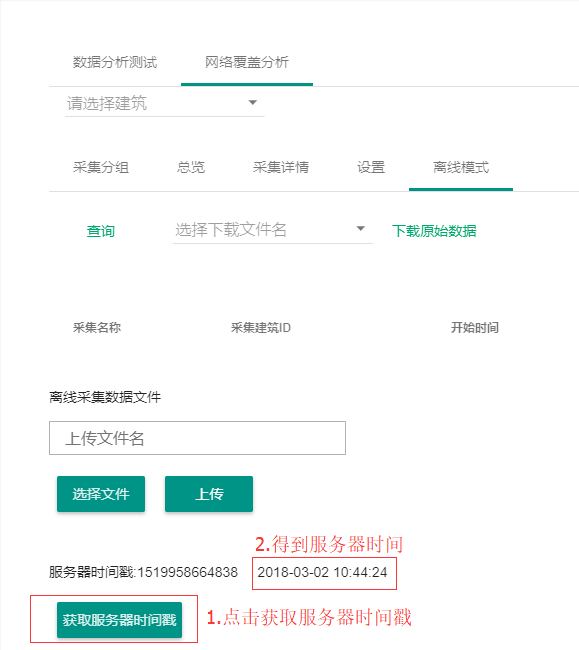 数据分析测试 网络覆盖分析
请选择建筑
采集分组 总览 采集详情 设置 离线模式
查询 选择下载文件名 下载原始数据
采集名称 采集建筑ID 开始时间
离线采集数据文件
上传文件名
选择文件 上传
2.得到服务器时间
服务器时间戳:1519958664838 2018-03-02 10:44:24
获取服务器时间戳 1.点击获取服务器时间戳